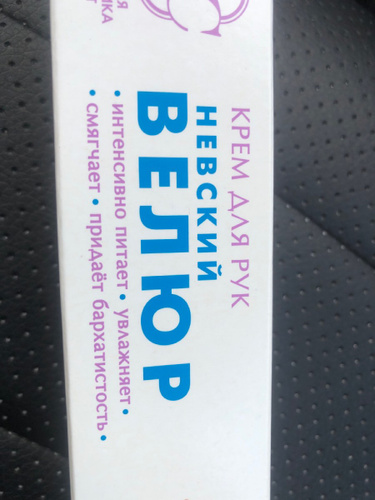 КРЕМ ДЛЯ РУК
НЕВСКИЙ
ВЕЛЮР
• интенсивно питает • увлажняет •
• смягчает • придаёт бархатистость •